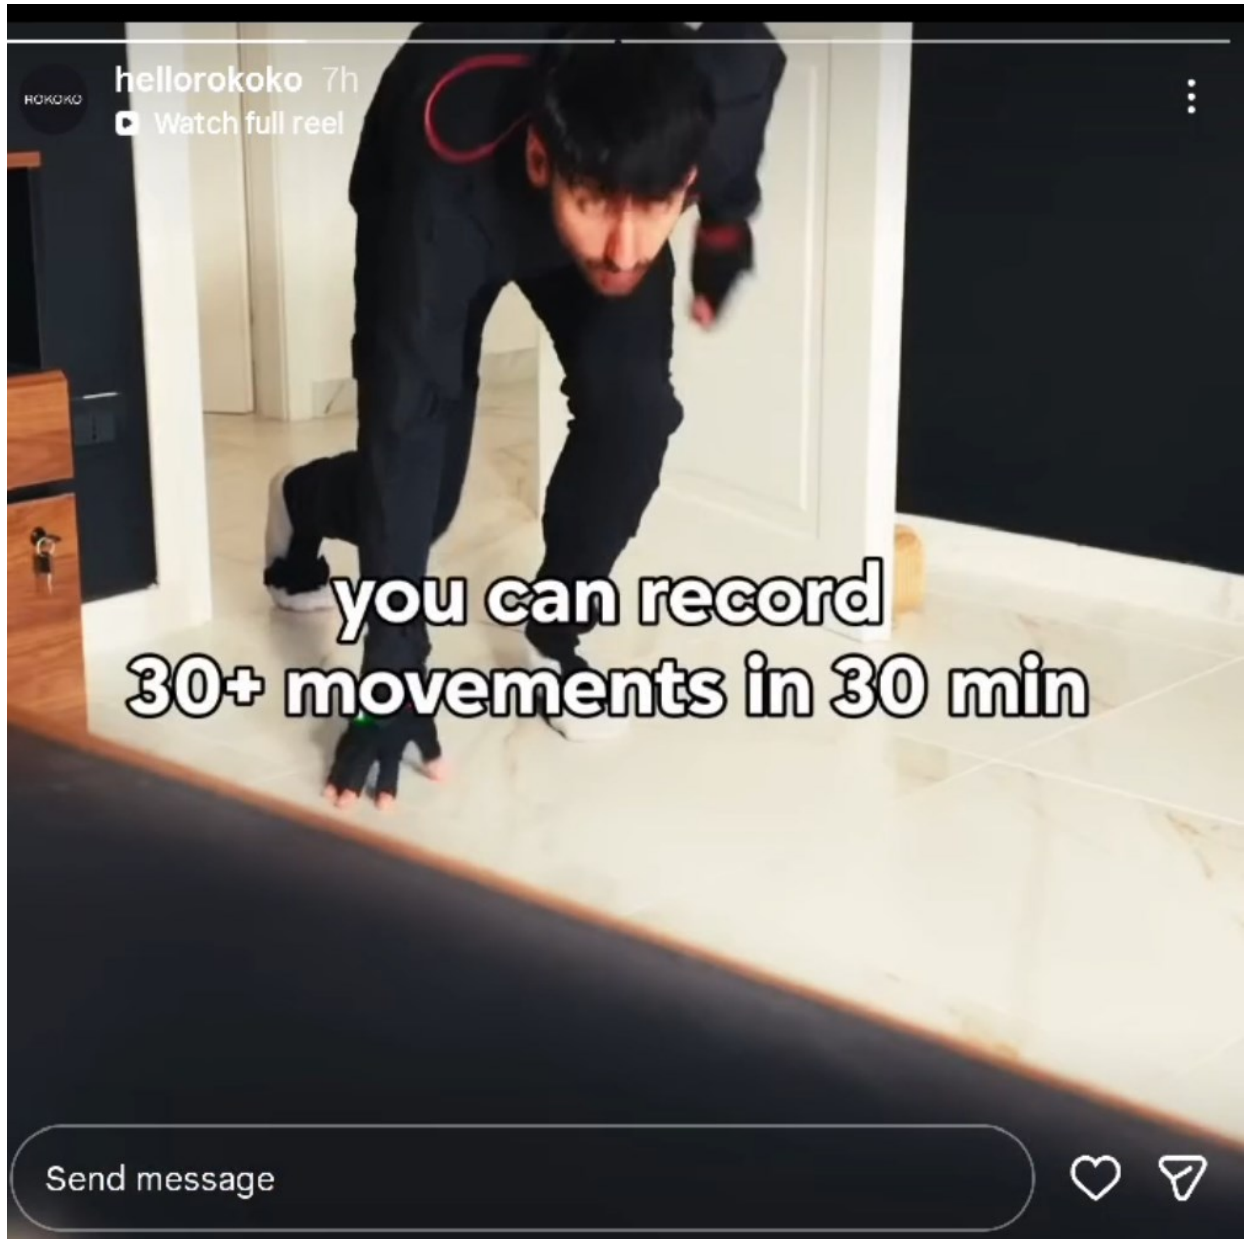 hellorokoko 7h
ROKOKO
Watch full reel
you can record
30+ movements in 30 min
Send message